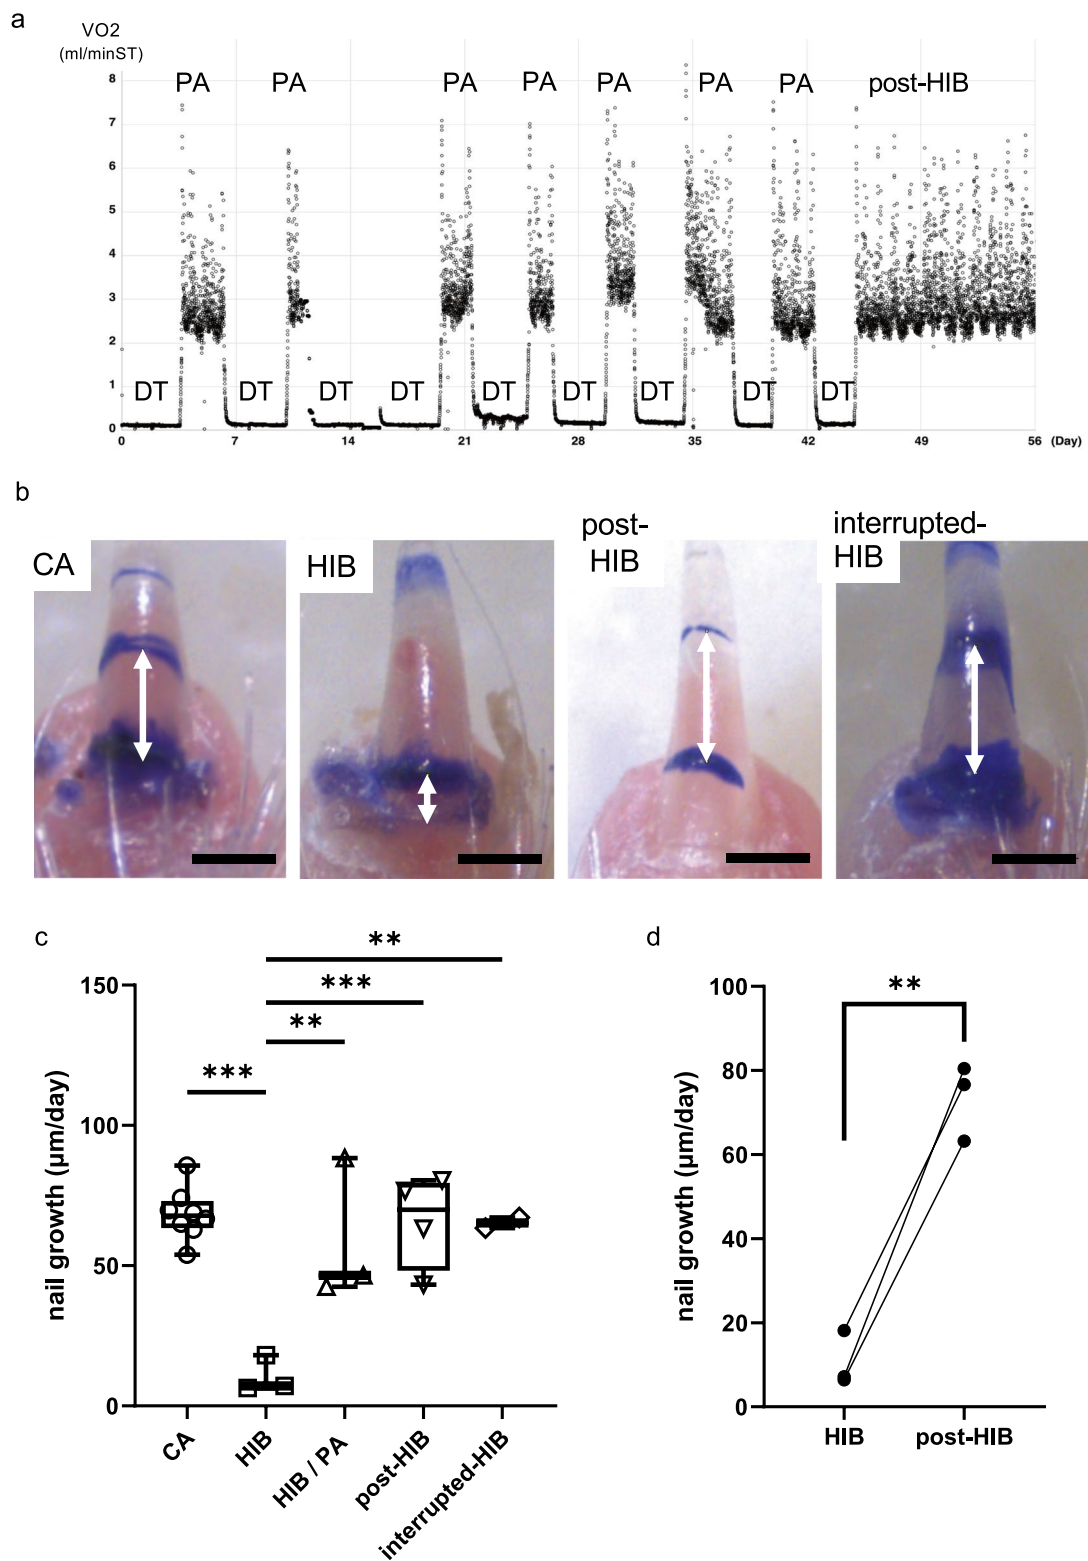 a
VO2
(ml/minST)
8
7
6
5
4
3
2
1
0
PA PA PA PA PA PA PA post-HIB
DT DT DT DT DT DT DT DT DT
0 7 14 21 28 35 42 49 56 (Day)
b
CA
HIB
post-
HIB
interrupted-
HIB
c
nail growth (µm/day)
150
100
50
0
**
***
**
***
CA
HIB
HIB / PA
post-HIB
interrupted-HIB
d
nail growth (µm/day)
100
80
60
40
20
0
**
HIB post-HIB